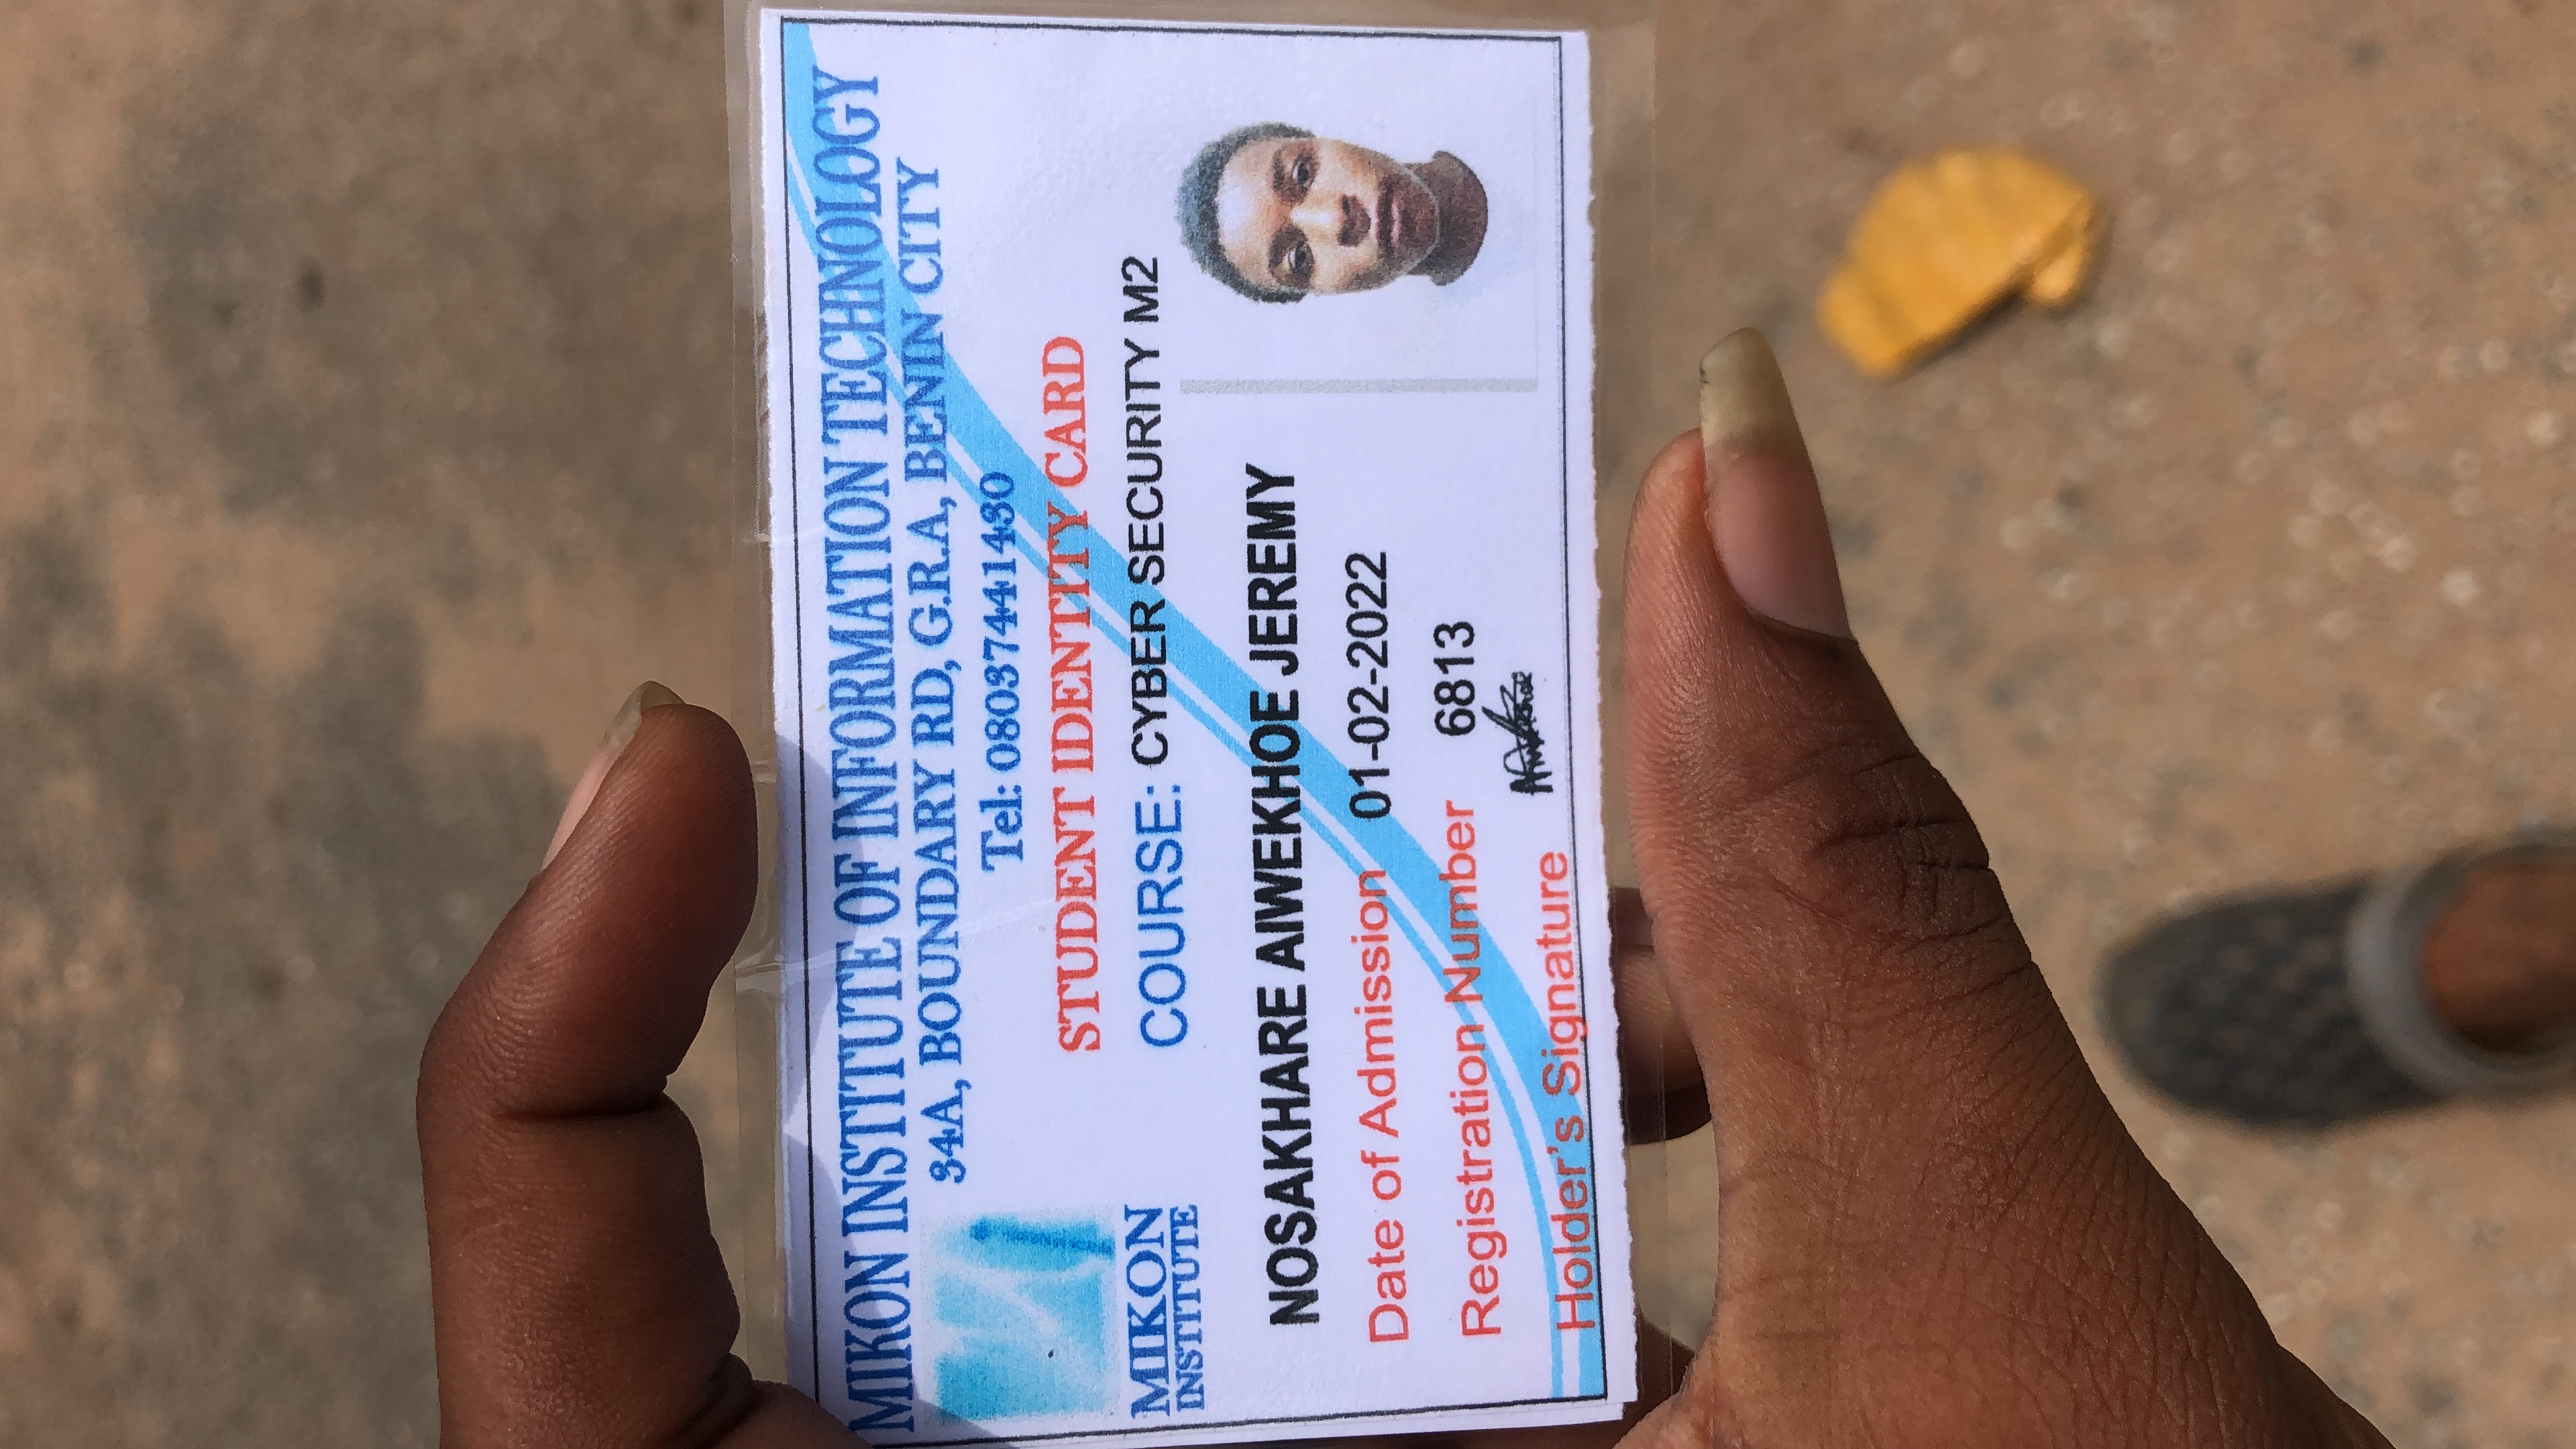 MIKON INSTITUTE OF INFORMATION TECHNOLOGY
34A, BOUNDARY RD, G.R.A, BENIN CITY
Tel: 08037441430
STUDENT IDENTITY CARD
MIKON
INSTITUTE
COURSE: CYBER SECURITY M2
NOSAKHARE AIWEKHOE JEREMY
Date of Admission 01-02-2022
Registration Number 6813
Holder's Signature